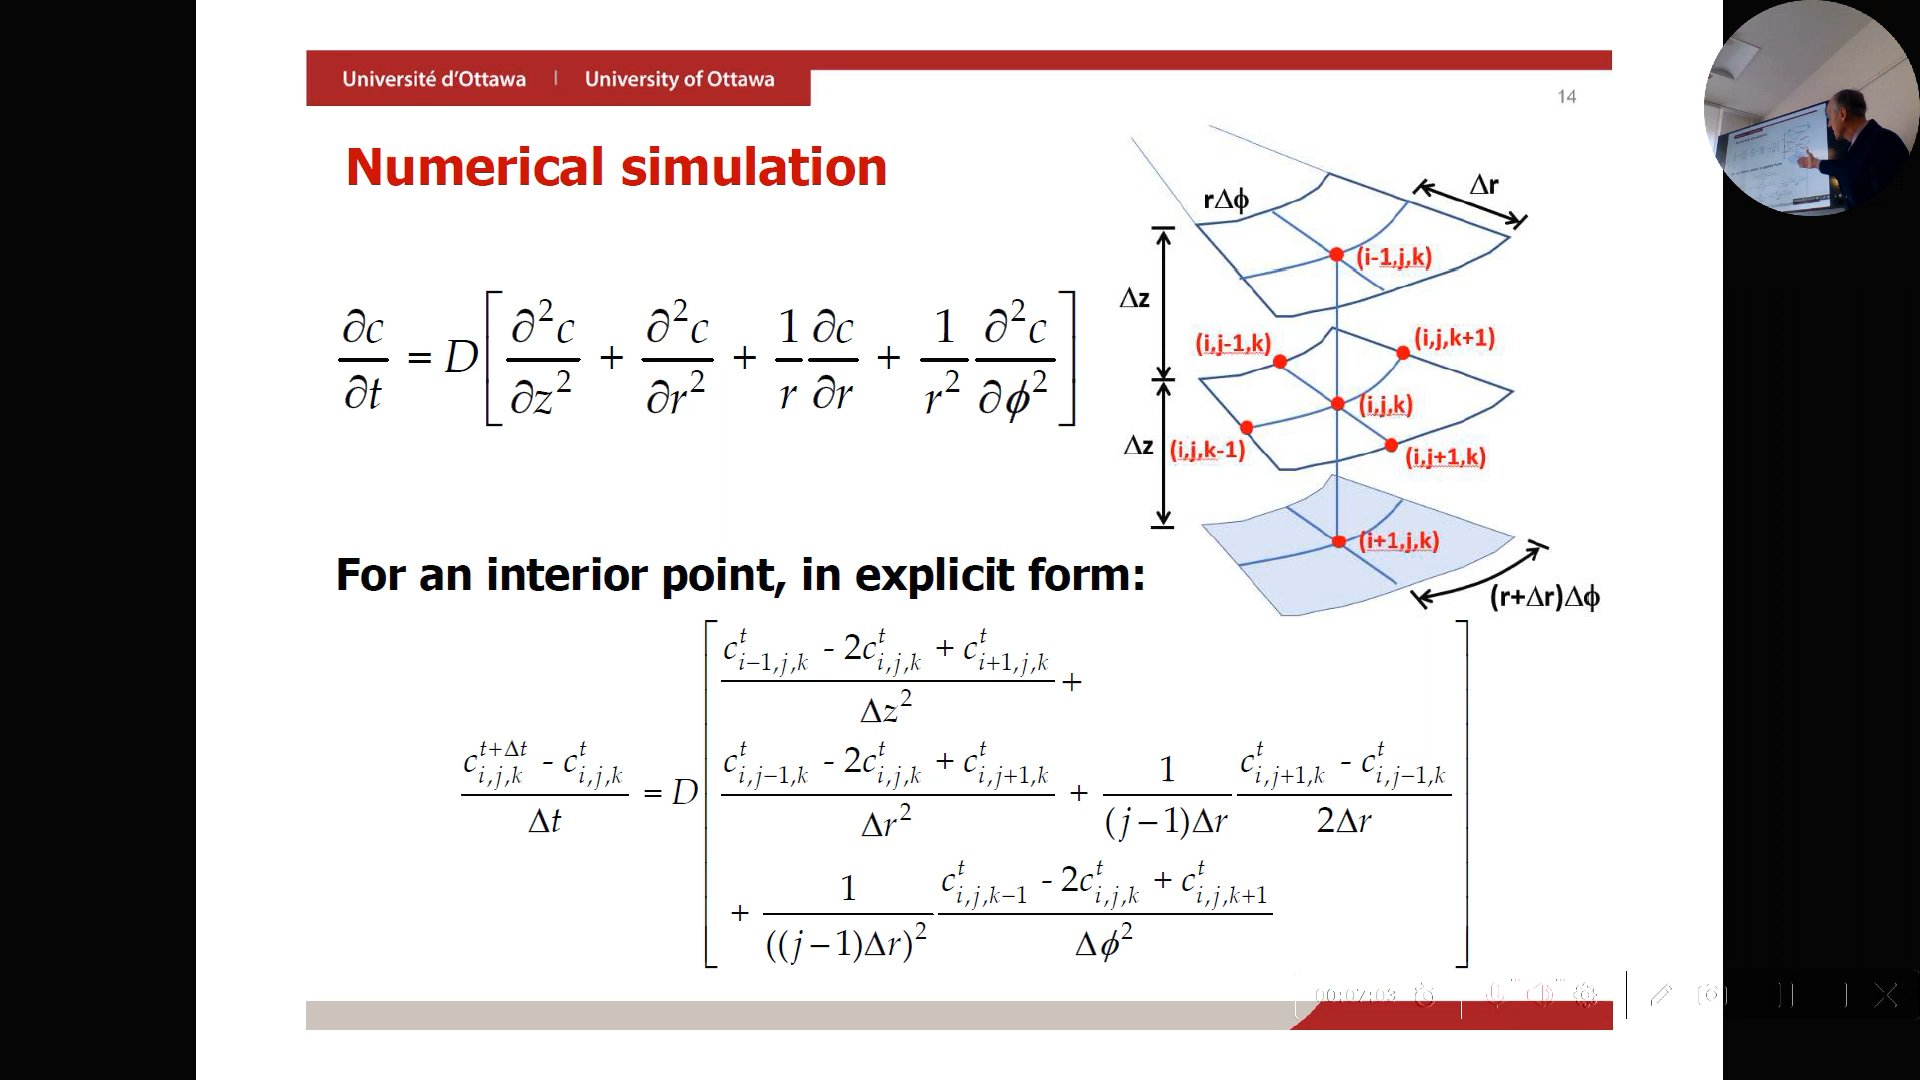 Université d'Ottawa | University of Ottawa
14
Numerical simulation
∂c/∂t = D[∂²c/∂z² + ∂²c/∂r² + 1/r ∂c/∂r + 1/r² ∂²c/∂ϕ²]
rΔϕ
Δr
(i-1,j,k)
Δz
(i,j-1,k)
(i,j,k+1)
(i,j,k)
Δz
(i,j,k-1)
(i,j+1,k)
(i+1,j,k)
(r+Δr)Δϕ
For an interior point, in explicit form:
(c^{t+Δt}_{i,j,k} - c^t_{i,j,k})/Δt = D[(c^t_{i−1,j,k} - 2c^t_{i,j,k} + c^t_{i+1,j,k})/Δz² +
(c^t_{i,j−1,k} - 2c^t_{i,j,k} + c^t_{i,j+1,k})/Δr² + 1/((j−1)Δr) (c^t_{i,j+1,k} - c^t_{i,j−1,k})/(2Δr)
+ 1/((j−1)Δr)² (c^t_{i,j,k−1} - 2c^t_{i,j,k} + c^t_{i,j,k+1})/Δϕ²]
00:07:03